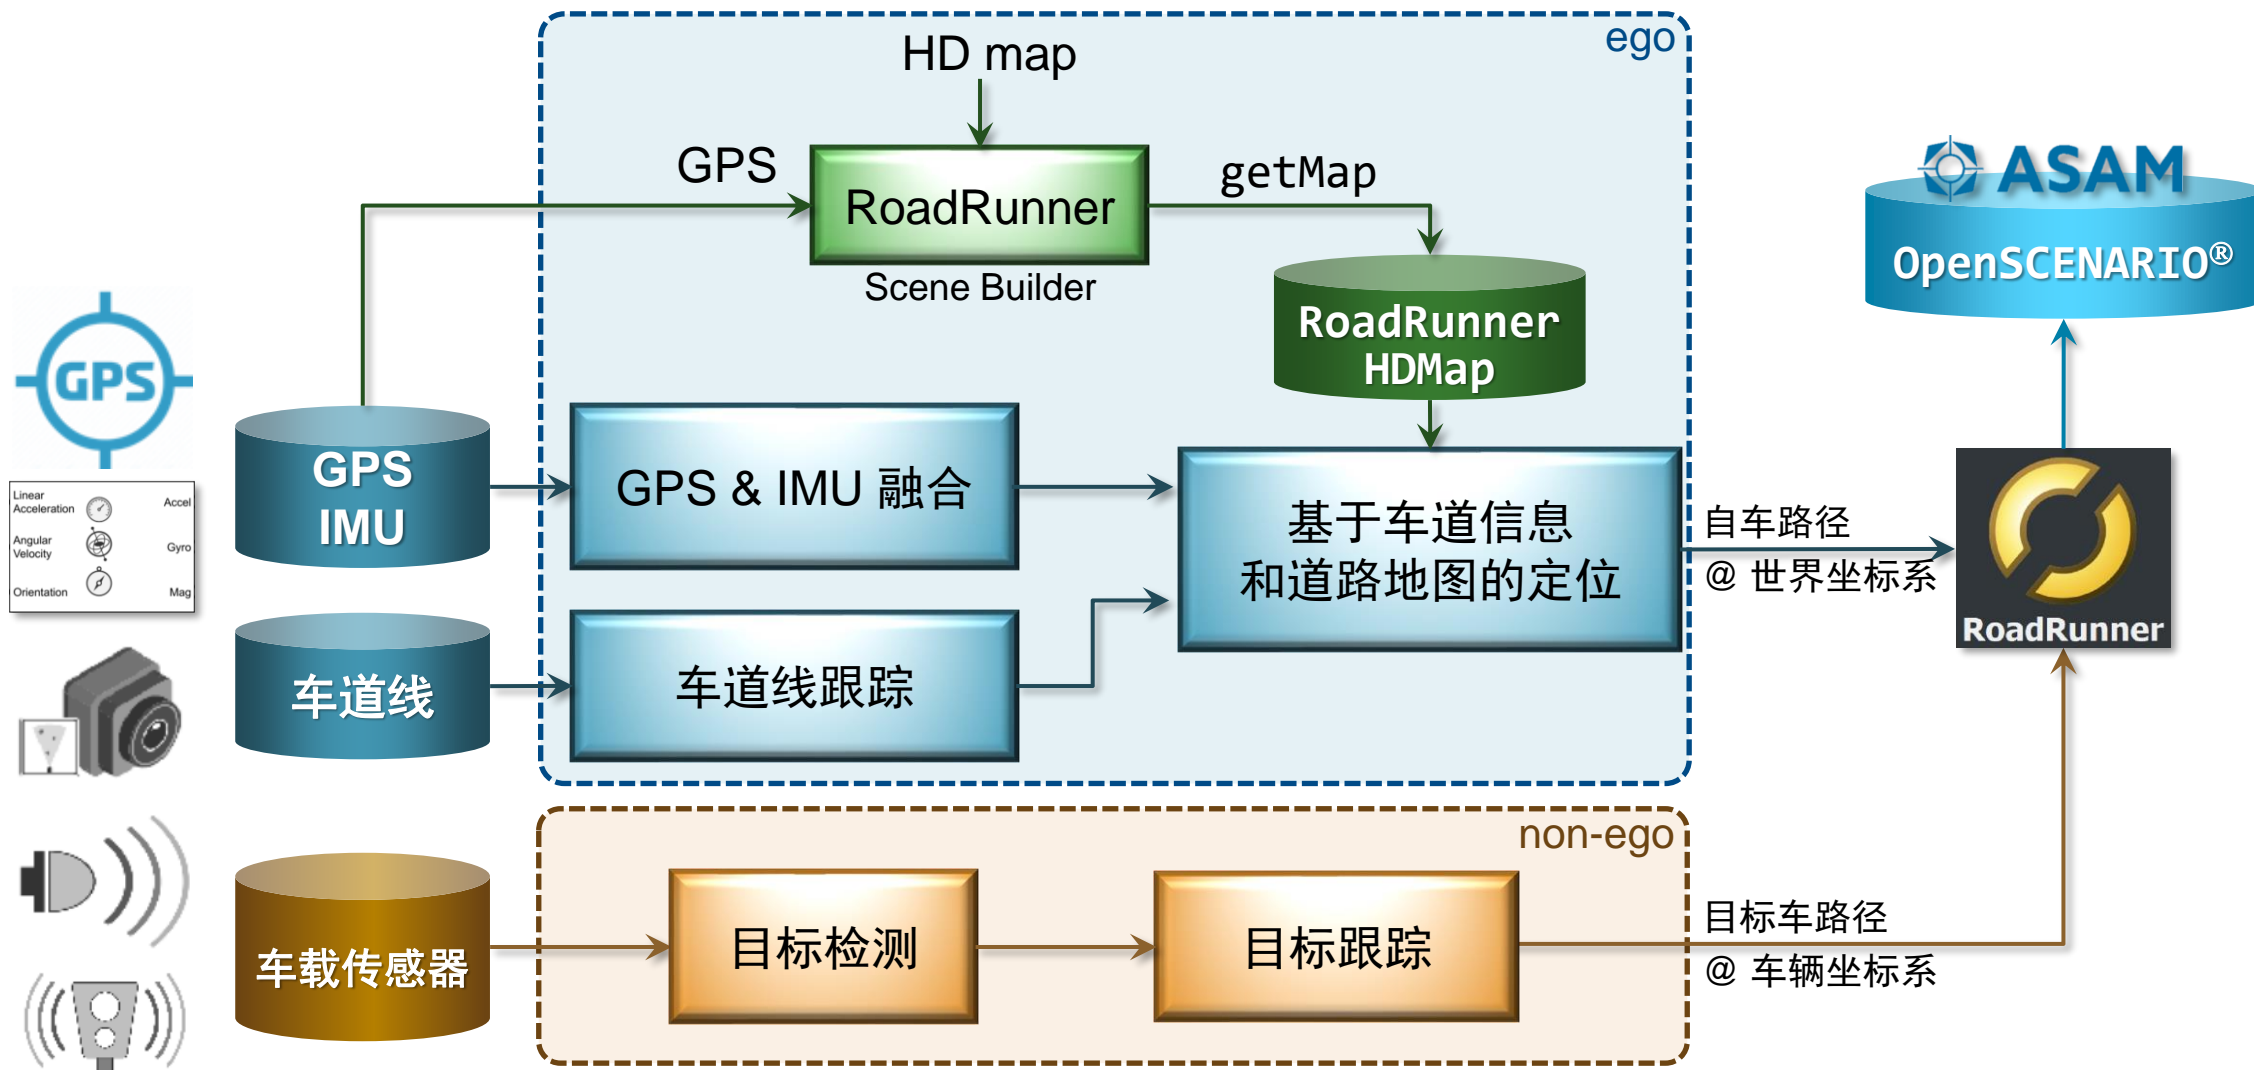 ego
HD map
GPS
RoadRunner
Scene Builder
getMap
RoadRunner
HDMap
ASAM
OpenSCENARIO®
GPS
Linear
Acceleration
Accel
Angular
Velocity
Gyro
Orientation
Mag
GPS
IMU
GPS & IMU 融合
基于车道信息
和道路地图的定位
自车路径
@ 世界坐标系
RoadRunner
车道线
车道线跟踪
non-ego
车载传感器
目标检测
目标跟踪
目标车路径
@ 车辆坐标系